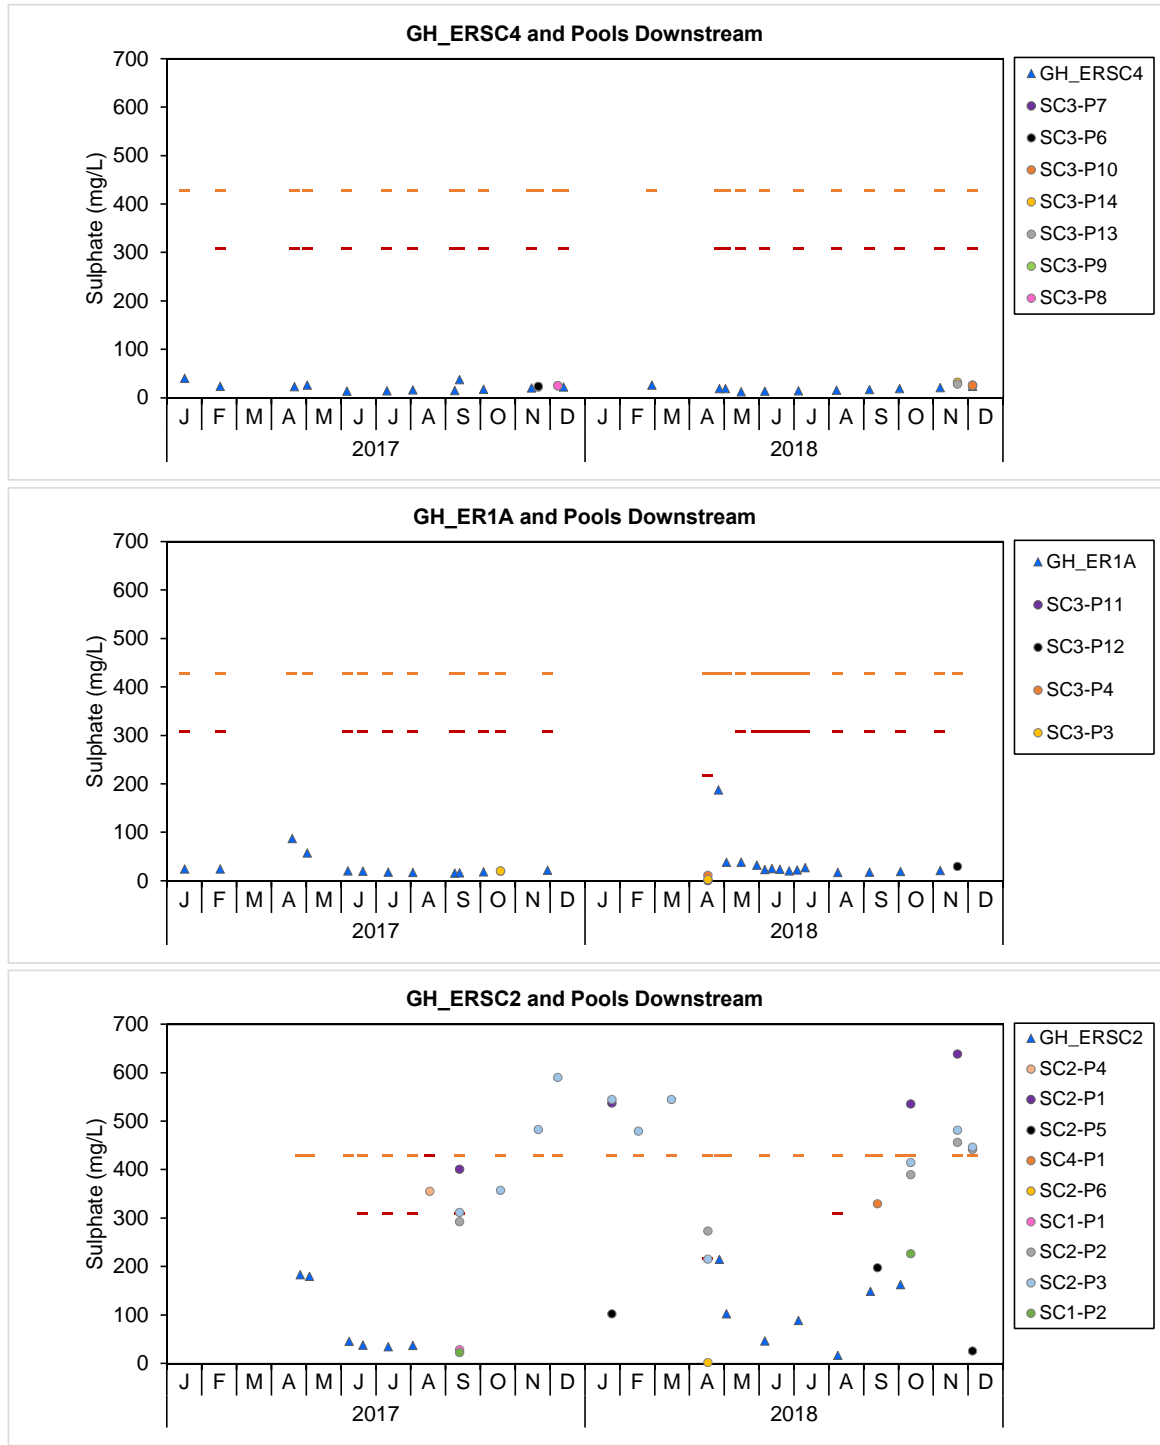 GH_ERSC4 and Pools Downstream
700
600
500
400
300
200
100
0
Sulphate (mg/L)
J F M A M J J A S O N D J F M A M J J A S O N D
2017 2018
GH_ERSC4
SC3-P7
SC3-P6
SC3-P10
SC3-P14
SC3-P13
SC3-P9
SC3-P8
GH_ER1A and Pools Downstream
700
600
500
400
300
200
100
0
Sulphate (mg/L)
J F M A M J J A S O N D J F M A M J J A S O N D
2017 2018
GH_ER1A
SC3-P11
SC3-P12
SC3-P4
SC3-P3
GH_ERSC2 and Pools Downstream
700
600
500
400
300
200
100
0
Sulphate (mg/L)
J F M A M J J A S O N D J F M A M J J A S O N D
2017 2018
GH_ERSC2
SC2-P4
SC2-P1
SC2-P5
SC4-P1
SC2-P6
SC1-P1
SC2-P2
SC2-P3
SC1-P2